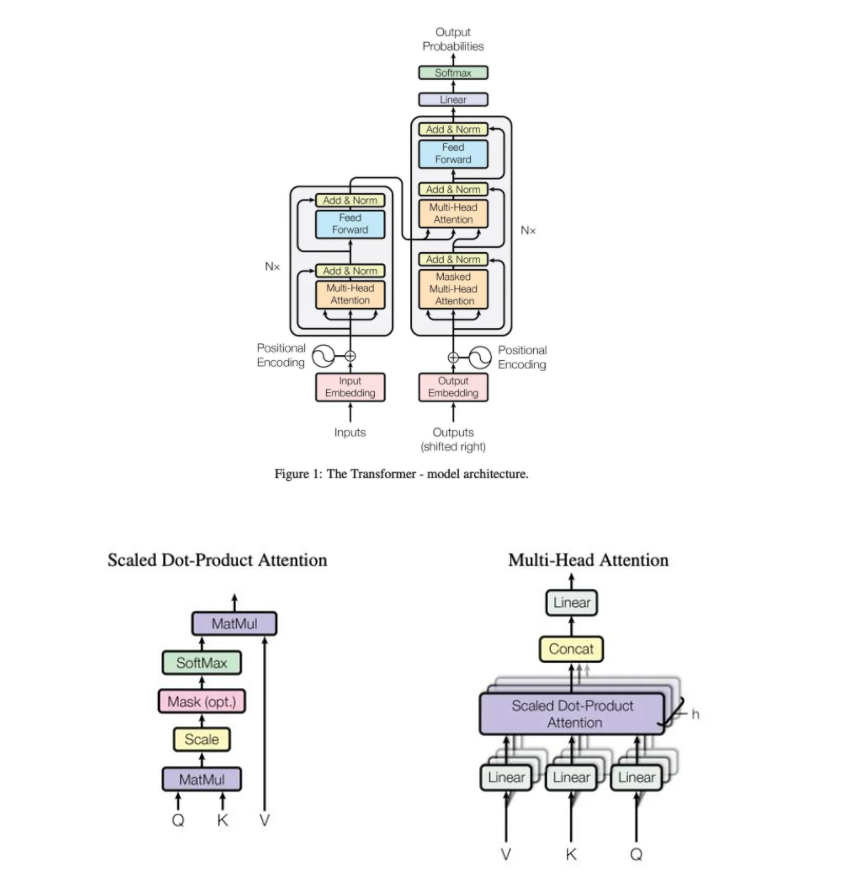 Output
Probabilities
Softmax
Linear
Add & Norm
Feed
Forward
Add & Norm
Multi-Head
Attention
Nx
Add & Norm
Masked
Multi-Head
Attention
Add & Norm
Feed
Forward
Nx
Add & Norm
Multi-Head
Attention
Positional
Encoding
Positional
Encoding
Input
Embedding
Output
Embedding
Inputs
Outputs
(shifted right)
Figure 1: The Transformer - model architecture.
Scaled Dot-Product Attention
MatMul
SoftMax
Mask (opt.)
Scale
MatMul
Q K V
Multi-Head Attention
Linear
Concat
Scaled Dot-Product
Attention
h
Linear Linear Linear
V K Q